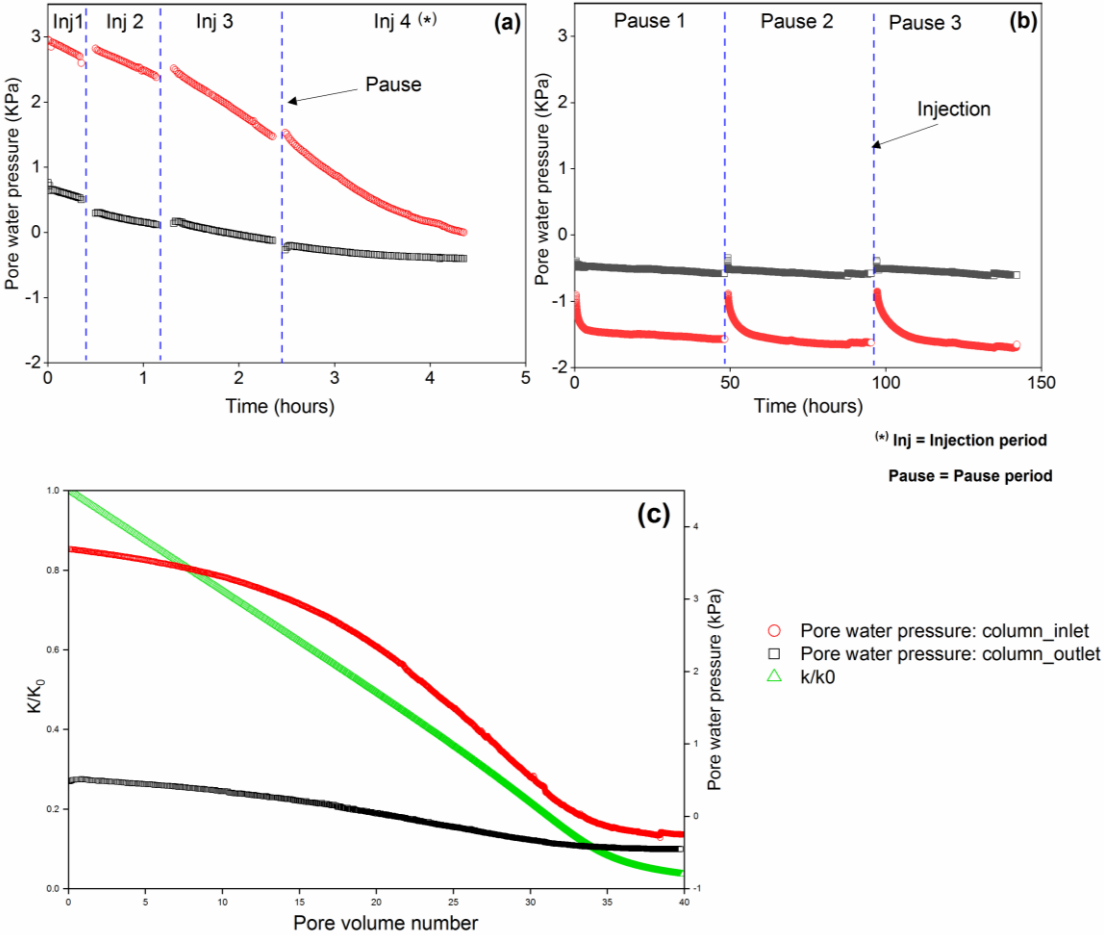 Inj1 Inj 2 Inj 3 Inj 4 (*) (a)
Pause
Pore water pressure (KPa)
3
2
1
0
-1
-2
0 1 2 3 4 5
Time (hours)
Pause 1 Pause 2 Pause 3 (b)
Injection
Pore water pressure (KPa)
3
2
1
0
-1
-2
0 50 100 150
Time (hours)
(*) Inj = Injection period
Pause = Pause period
(c)
K/K0
1.0
0.8
0.6
0.4
0.2
0.0
Pore water pressure (kPa)
4
3
2
1
0
-1
0 5 10 15 20 25 30 35 40
Pore volume number
Pore water pressure: column_inlet
Pore water pressure: column_outlet
k/k0